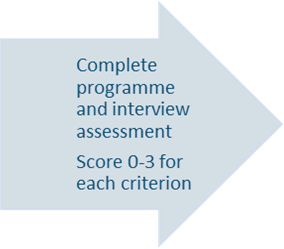 Complete
programme
and interview
assessment
Score 0-3 for
each criterion